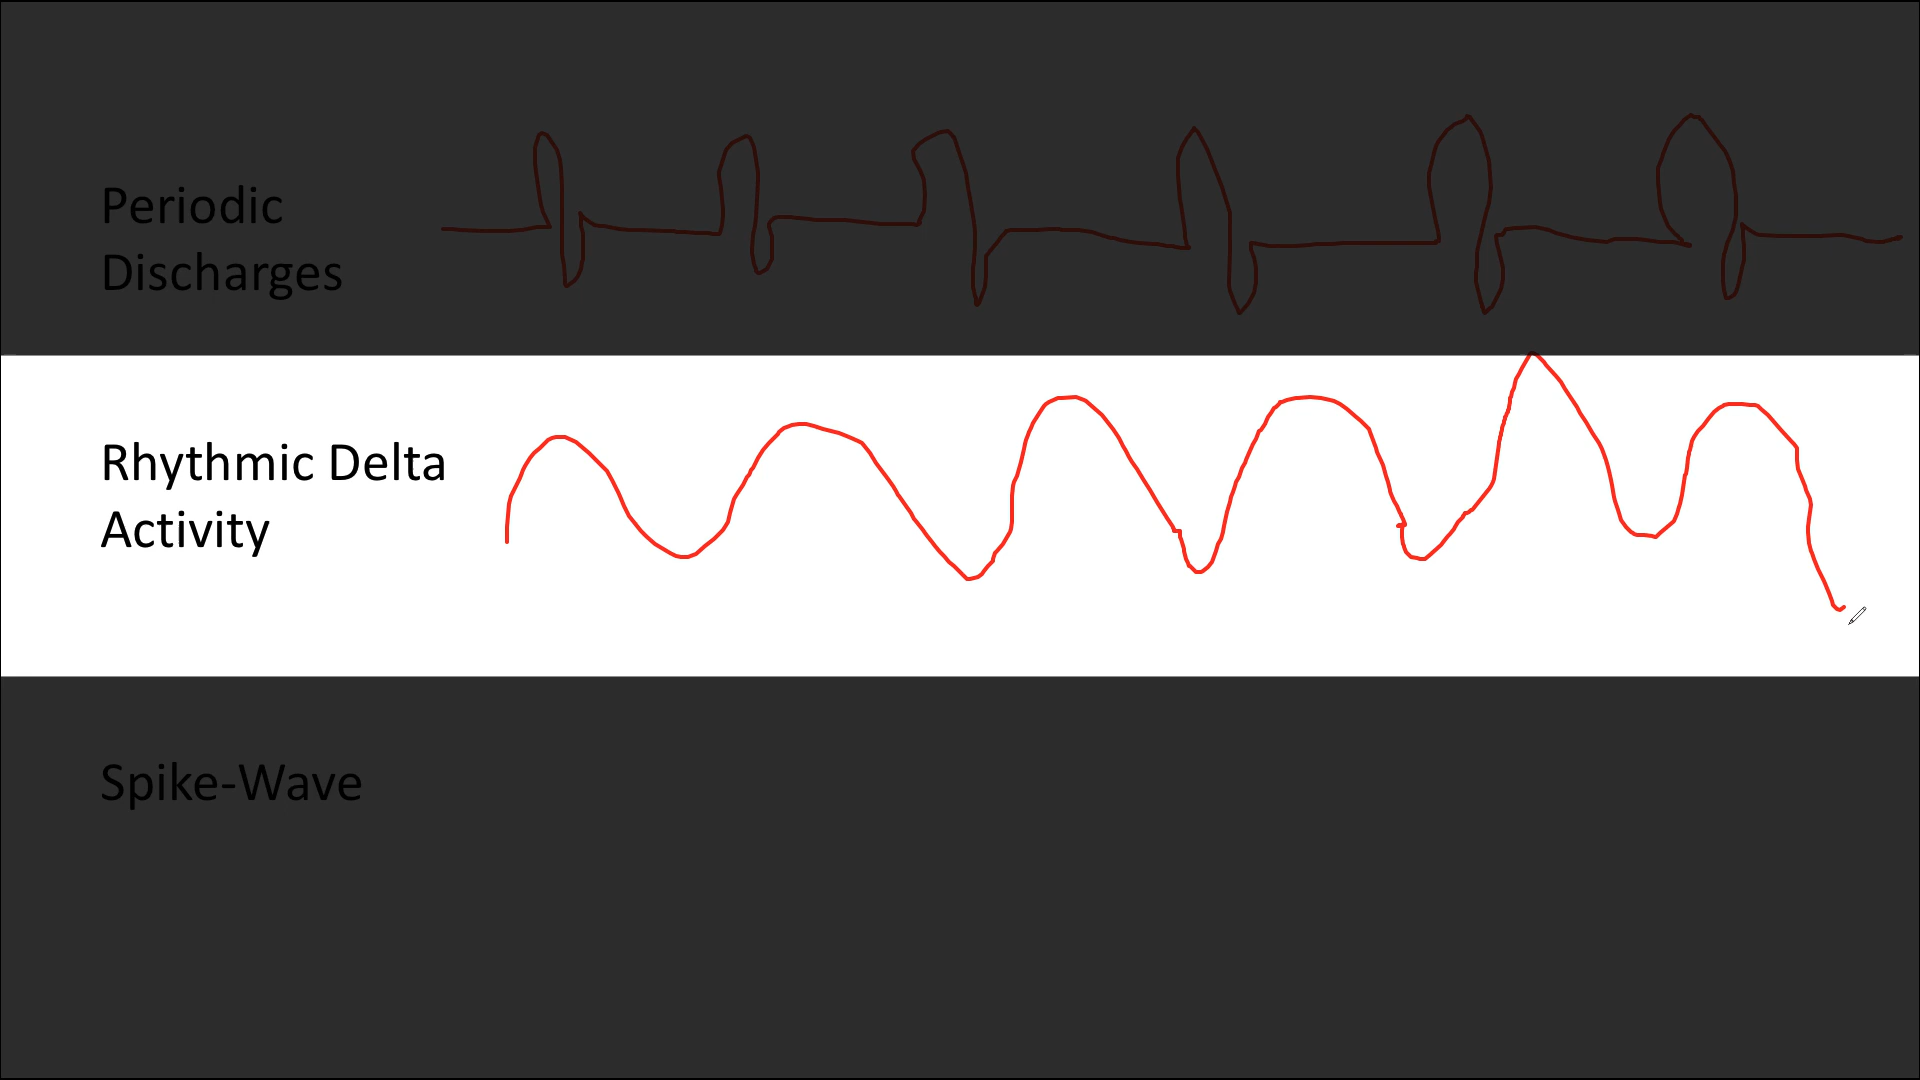 Periodic
Discharges
Rhythmic Delta
Activity
Spike-Wave